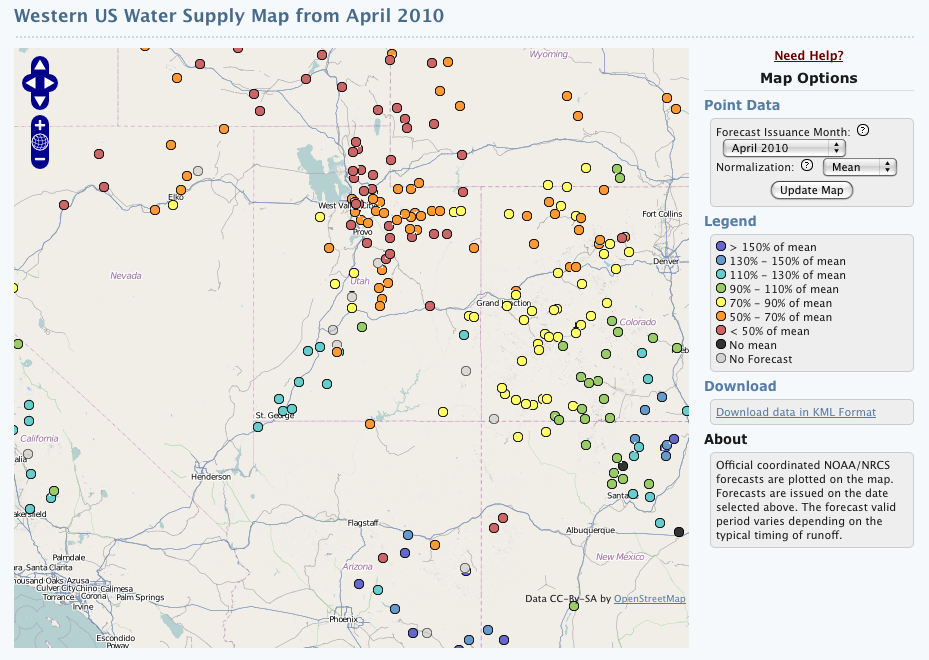 Western US Water Supply Map from April 2010
Need Help?
Map Options
Point Data
Forecast Issuance Month: ?
April 2010
Normalization: ? Mean
Update Map
Legend
> 150% of mean
130% - 150% of mean
110% - 130% of mean
90% - 110% of mean
70% - 90% of mean
50% - 70% of mean
< 50% of mean
No mean
No Forecast
Download
Download data in KML Format
About
Official coordinated NOAA/NRCS
forecasts are plotted on the map.
Forecasts are issued on the date
selected above. The forecast valid
period varies depending on the
typical timing of runoff.
Wyoming
Elko
West Val
Fort Collins
Provo
Denver
Nevada
Utah
Grand
nction
Colorado
St. George
California
Henderson
Santa
akersfield
Flagstaff
Albuquerque
Palmdale
Santa Clarita
Arizona
New Mexico
housand Oaks
Azusa
Culver City
Chino
Calimesa
Torrance
Corona
Palm Springs
Irvine
Data CC-By-SA by OpenStreetMap
Phoenix
Escondido
Poway